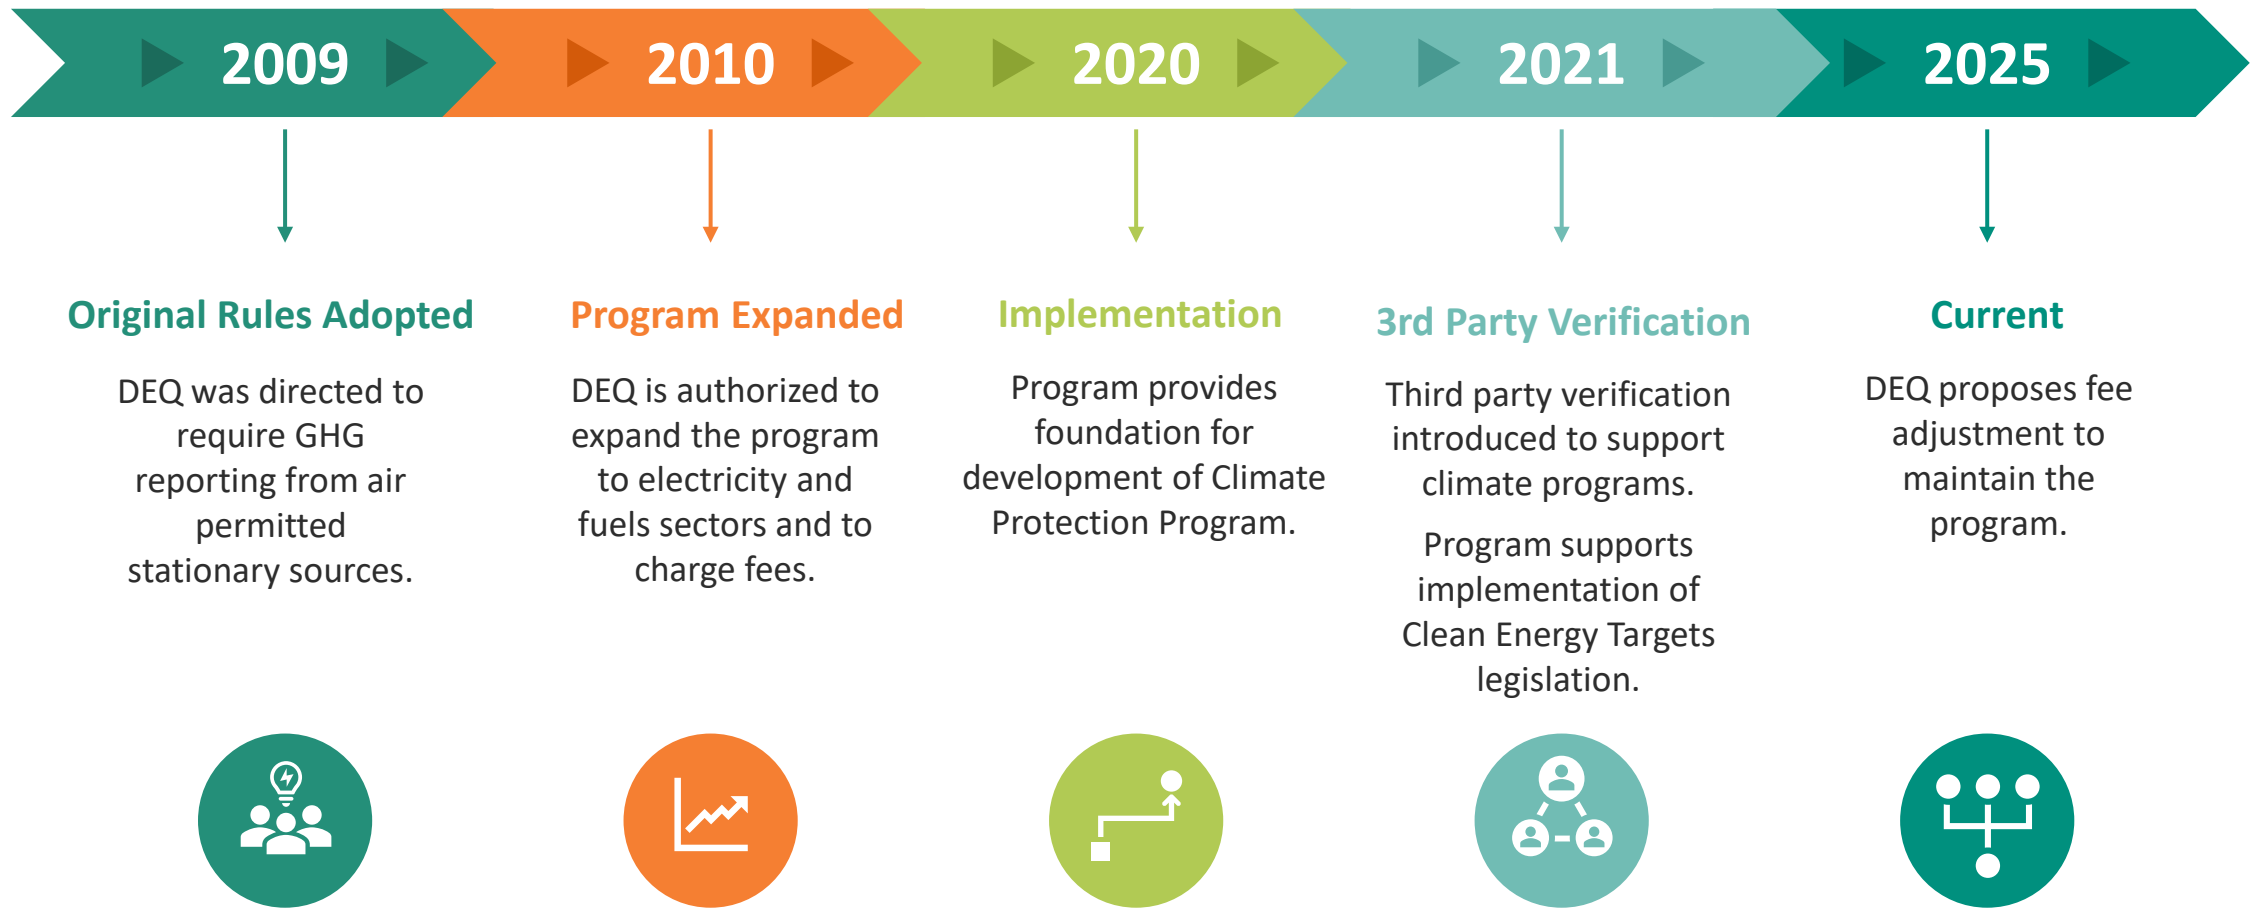 2009
2010
2020
2021
2025
Original Rules Adopted
DEQ was directed to
require GHG
reporting from air
permitted
stationary sources.
Program Expanded
DEQ is authorized to
expand the program
to electricity and
fuels sectors and to
charge fees.
Implementation
Program provides
foundation for
development of Climate
Protection Program.
3rd Party Verification
Third party verification
introduced to support
climate programs.
Program supports
implementation of
Clean Energy Targets
legislation.
Current
DEQ proposes fee
adjustment to
maintain the
program.